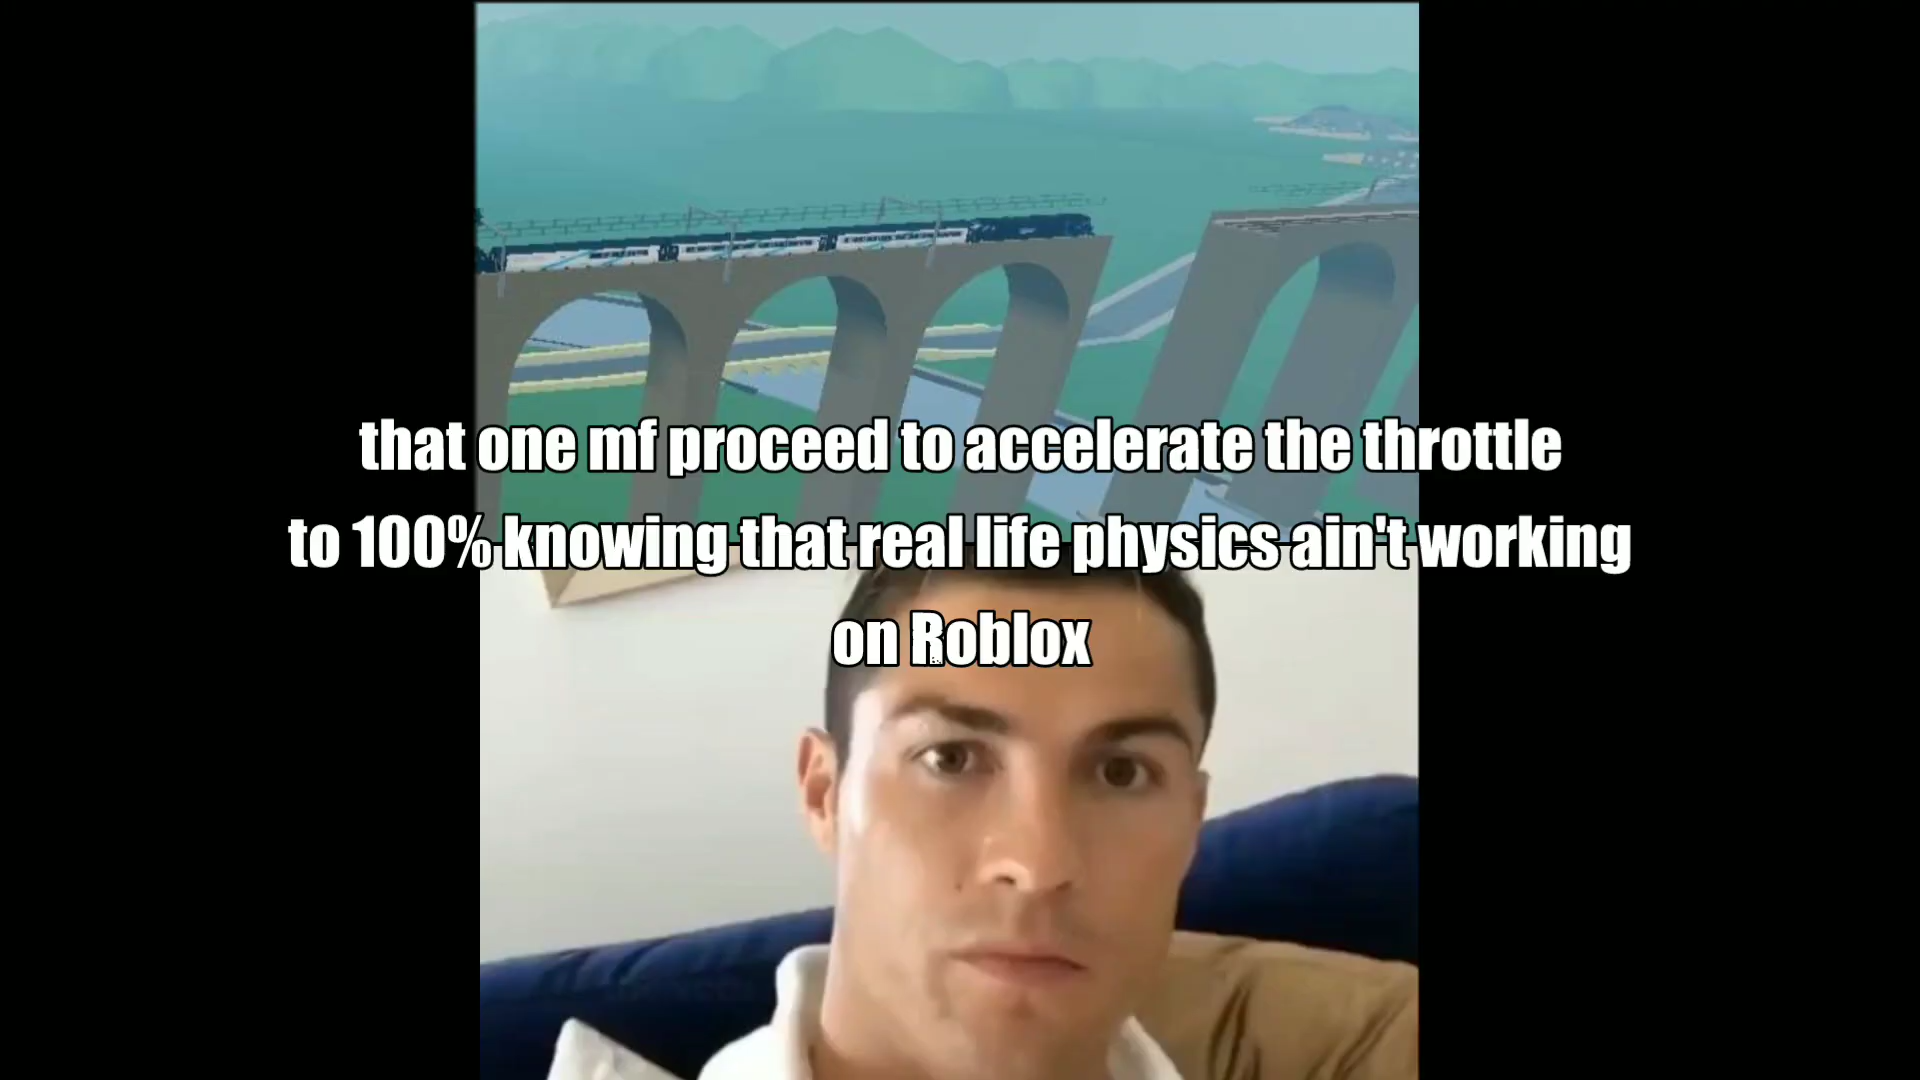 that one mf proceed to accelerate the throttle
to 100% knowing that real life physics ain't working
on Roblox